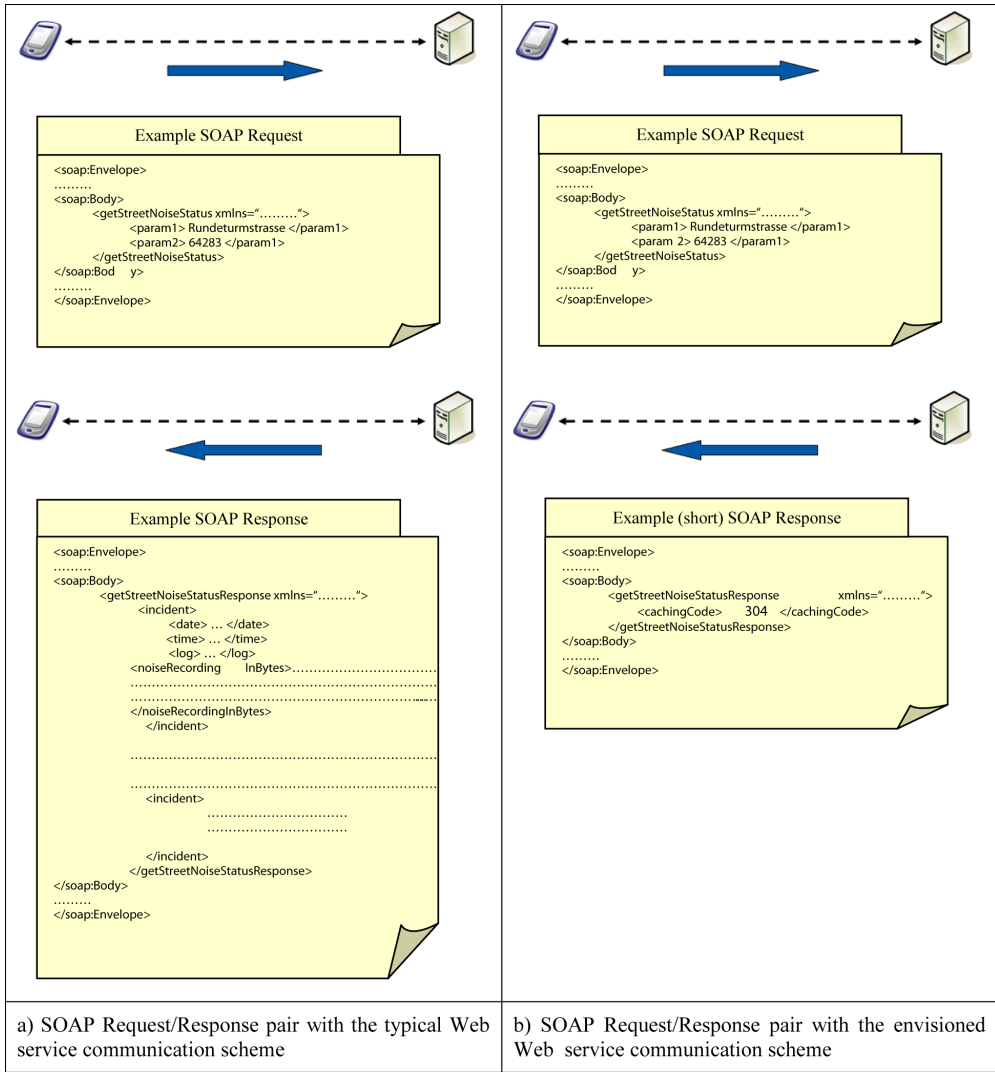 Example SOAP Request
<soap:Envelope>
………
<soap:Body>
<getStreetNoiseStatus xmlns="………">
<param1> Rundeturmstrasse </param1>
<param2> 64283 </param1>
</getStreetNoiseStatus>
</soap:Bod y>
………
</soap:Envelope>
Example SOAP Response
<soap:Envelope>
………
<soap:Body>
<getStreetNoiseStatusResponse xmlns="………">
<incident>
<date> … </date>
<time> … </time>
<log> … </log>
<noiseRecording InBytes>………………………………
………………………………………………………………
………………………………………………………………
</noiseRecordingInBytes>
</incident>
………………………………………………………………
………………………………………………………………
<incident>
……………………………
……………………………
</incident>
</getStreetNoiseStatusResponse>
</soap:Body>
………
</soap:Envelope>
a) SOAP Request/Response pair with the typical Web
service communication scheme
Example SOAP Request
<soap:Envelope>
………
<soap:Body>
<getStreetNoiseStatus xmlns="………">
<param1> Rundeturmstrasse </param1>
<param 2> 64283 </param1>
</getStreetNoiseStatus>
</soap:Bod y>
………
</soap:Envelope>
Example (short) SOAP Response
<soap:Envelope>
………
<soap:Body>
<getStreetNoiseStatusResponse xmlns="………">
<cachingCode> 304 </cachingCode>
</getStreetNoiseStatusResponse>
</soap:Body>
………
</soap:Envelope>
b) SOAP Request/Response pair with the envisioned
Web service communication scheme